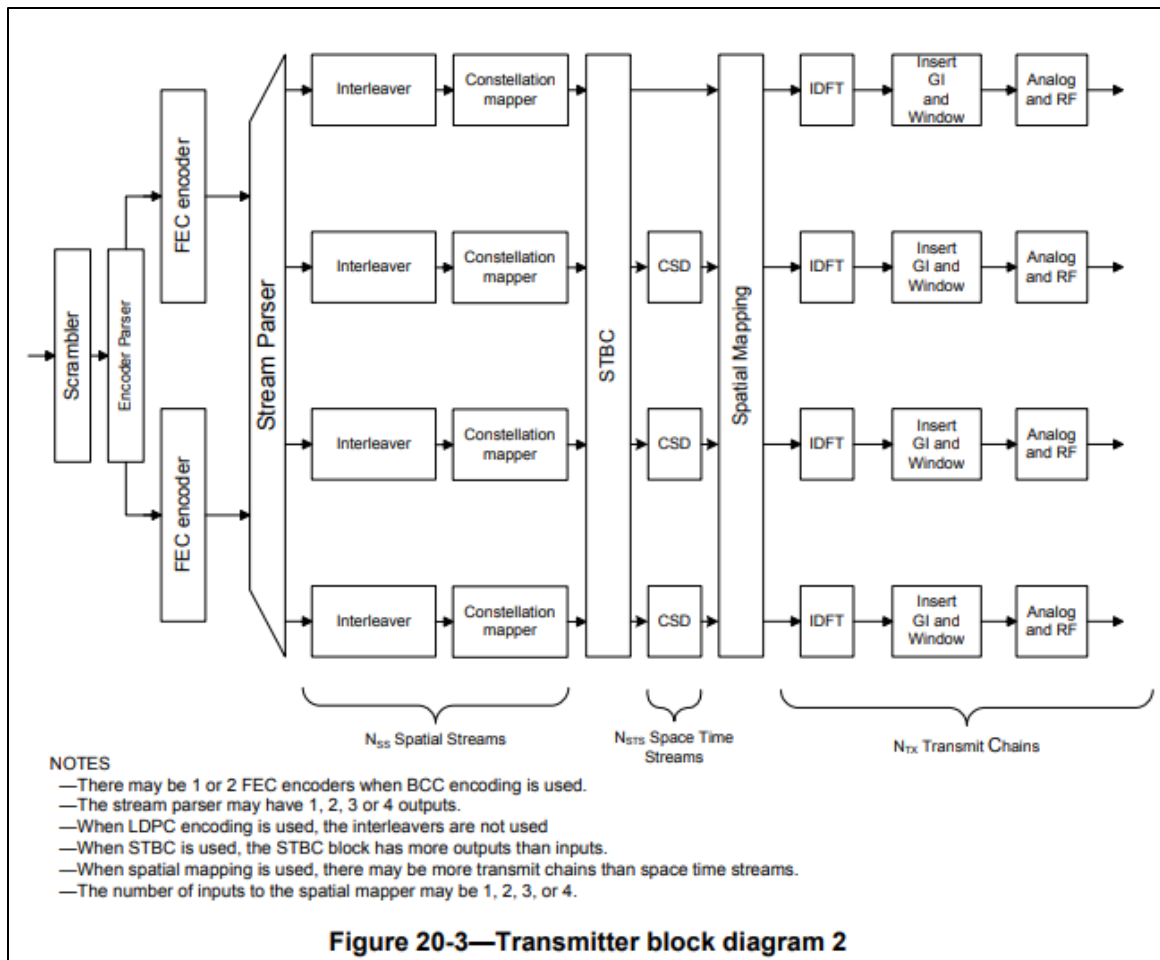 Scrambler
Encoder Parser
FEC encoder
FEC encoder
Stream Parser
Interleaver
Constellation
mapper
Interleaver
Constellation
mapper
Interleaver
Constellation
mapper
Interleaver
Constellation
mapper
STBC
CSD
CSD
CSD
Spatial Mapping
IDFT
Insert
GI
and
Window
Analog
and RF
IDFT
Insert
GI and
Window
Analog
and RF
IDFT
Insert
GI and
Window
Analog
and RF
IDFT
Insert
GI and
Window
Analog
and RF
NSS Spatial Streams
NSTS Space Time
Streams
NTX Transmit Chains
NOTES
—There may be 1 or 2 FEC encoders when BCC encoding is used.
—The stream parser may have 1, 2, 3 or 4 outputs.
—When LDPC encoding is used, the interleavers are not used
—When STBC is used, the STBC block has more outputs than inputs.
—When spatial mapping is used, there may be more transmit chains than space time streams.
—The number of inputs to the spatial mapper may be 1, 2, 3, or 4.
Figure 20-3—Transmitter block diagram 2